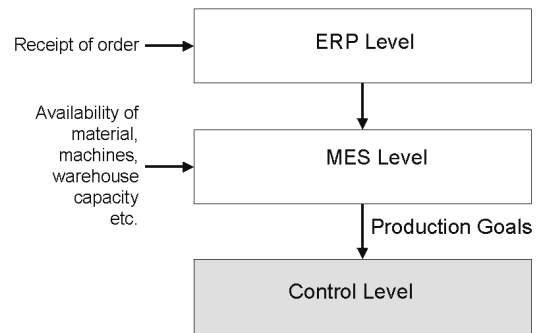 Receipt of order
ERP Level
Availability of
material,
machines,
warehouse
capacity
etc.
MES Level
Production Goals
Control Level